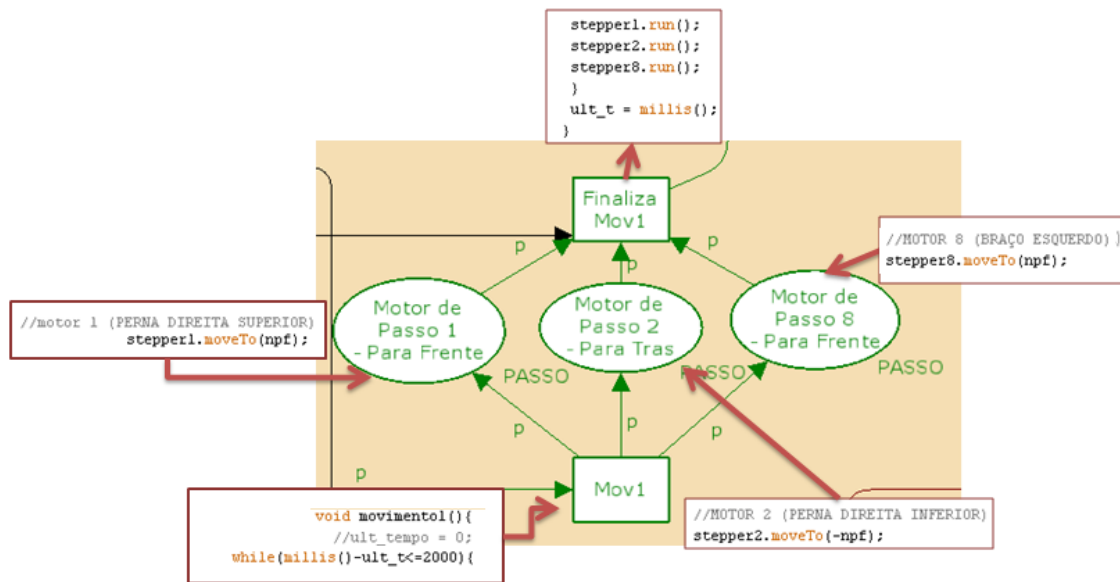 stepper1.run();
stepper2.run();
stepper8.run();
}
ult_t = millis();
}
Finaliza
Mov1
p
p
p
//MOTOR 8 (BRAÇO ESQUERDO))
stepper8.moveTo(npf);
Motor de
Passo 1
- Para Frente
Motor de
Passo 2
- Para Tras
Motor de
Passo 8
- Para Frente
//motor 1 (PERNA DIREITA SUPERIOR)
stepper1.moveTo(npf);
PASSO
PASSO
PASSO
p
p
p
p
Mov1
void movimento1(){
//ult_tempo = 0;
while(millis()-ult_t<=2000){
//MOTOR 2 (PERNA DIREITA INFERIOR)
stepper2.moveTo(-npf);